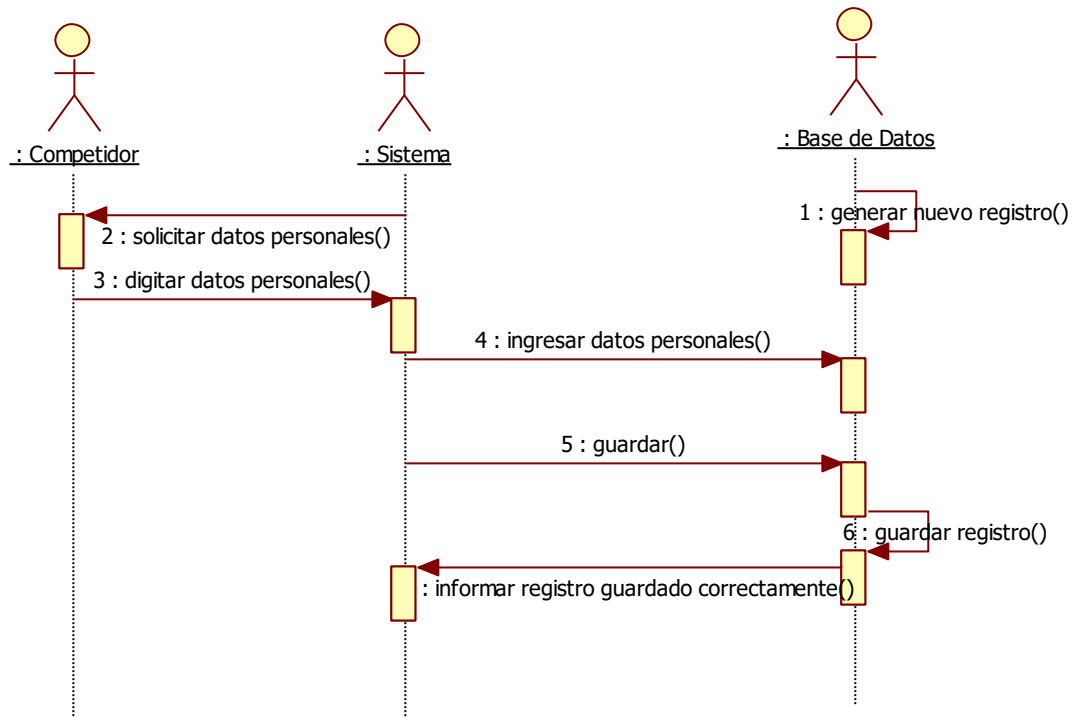 : Competidor
: Sistema
: Base de Datos
1 : generar nuevo registro()
2 : solicitar datos personales()
3 : digitar datos personales()
4 : ingresar datos personales()
5 : guardar()
6 : guardar registro()
: informar registro guardado correctamente()